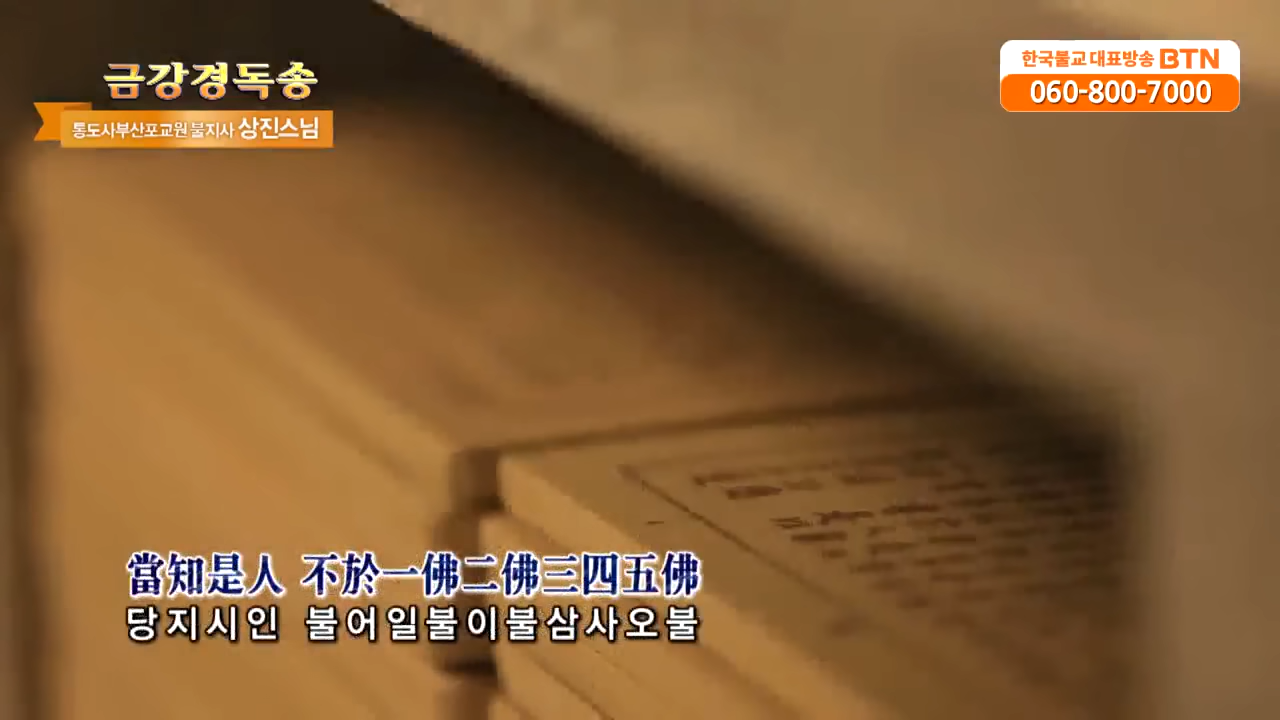 금강경독송
통도사부산포교원 불지사 상진스님
한국불교 대표방송 BTN
060-800-7000
當知是人 不於一佛二佛三四五佛
당지시인 불어일불이불삼사오불